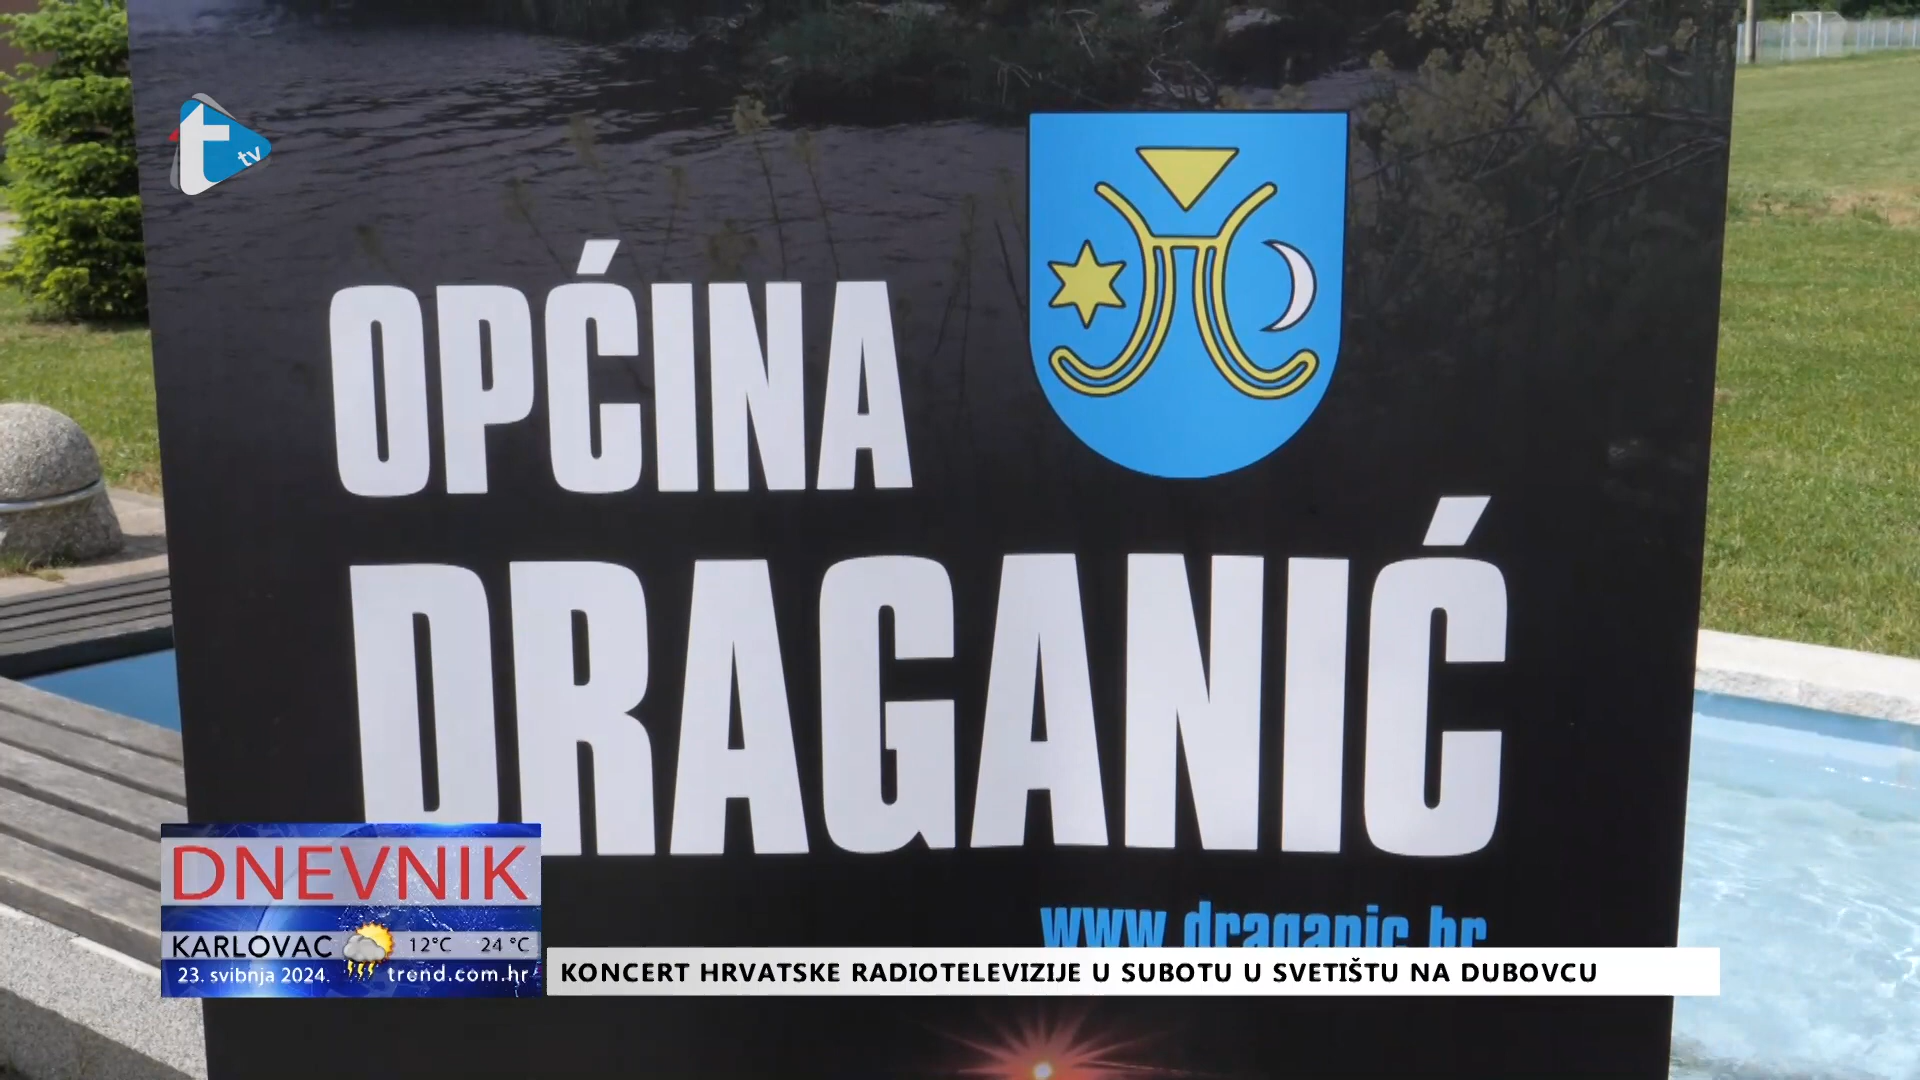 t tv
OPĆINA
DRAGANIĆ
www.draganic.hr
DNEVNIK
KARLOVAC 12°C 24°C
23. svibnja 2024. trend.com.hr
KONCERT HRVATSKE RADIOTELEVIZIJE U SUBOTU U SVETIŠTU NA DUBOVCU